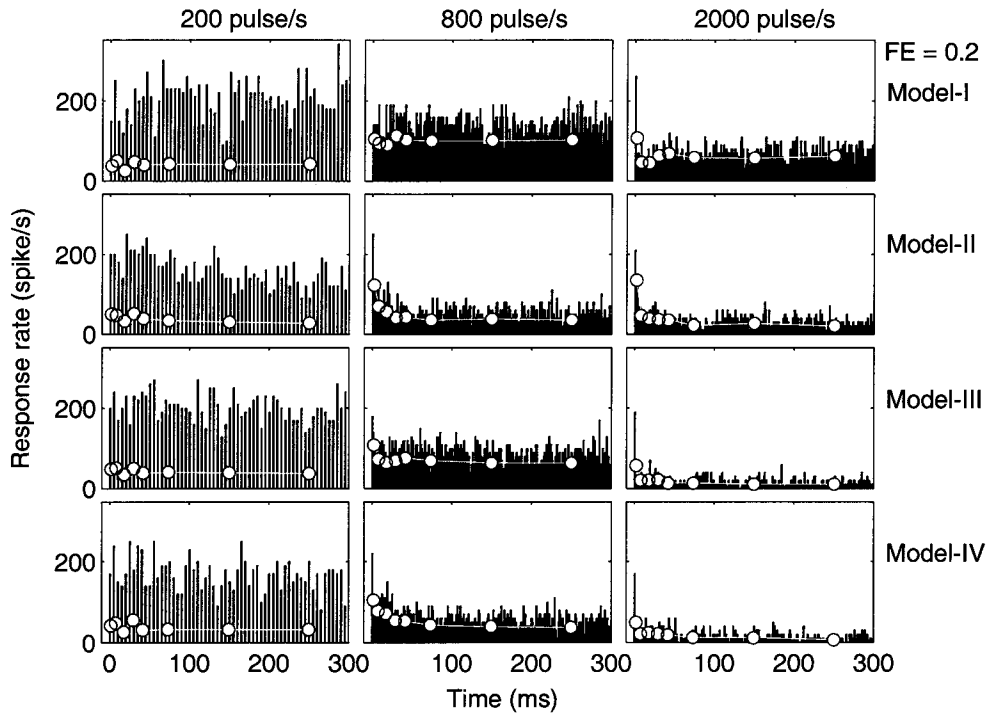 200 pulse/s 800 pulse/s 2000 pulse/s
FE = 0.2
Model-I
200
0
Model-II
200
0
Model-III
200
0
Model-IV
200
0
Response rate (spike/s)
0 100 200 300 0 100 200 300 0 100 200 300
Time (ms)